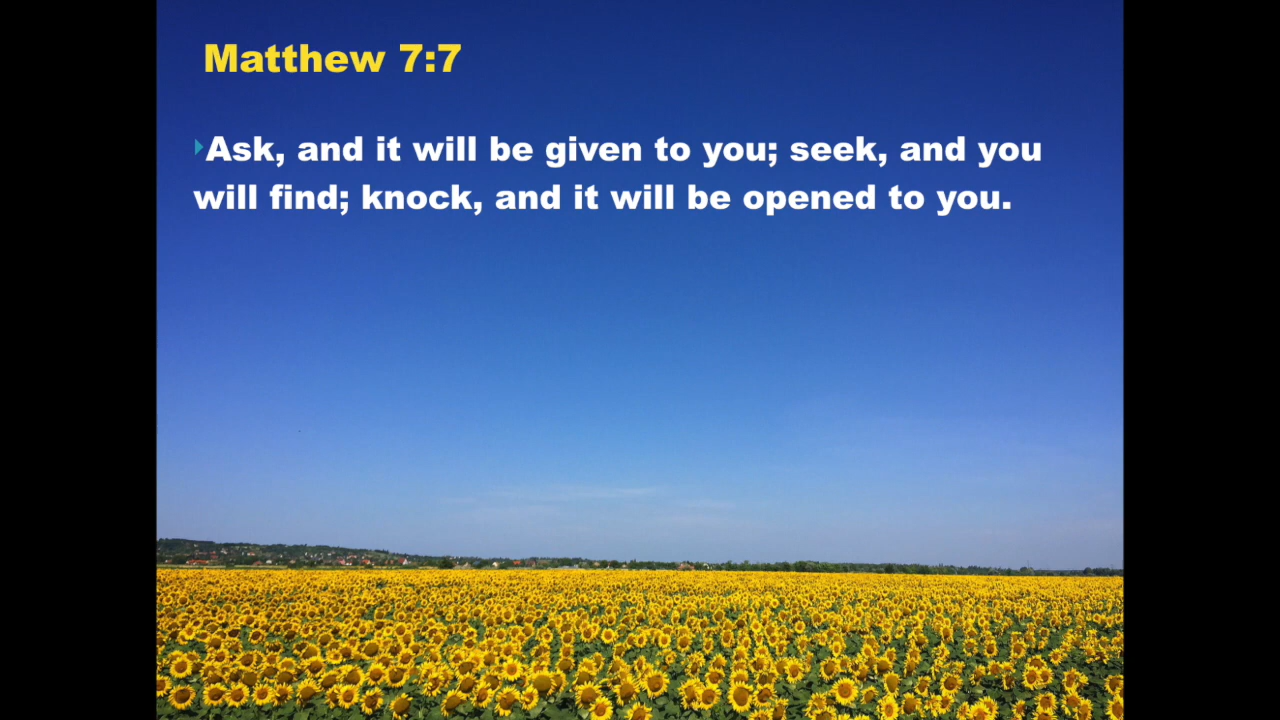 Matthew 7:7
Ask, and it will be given to you; seek, and you
will find; knock, and it will be opened to you.